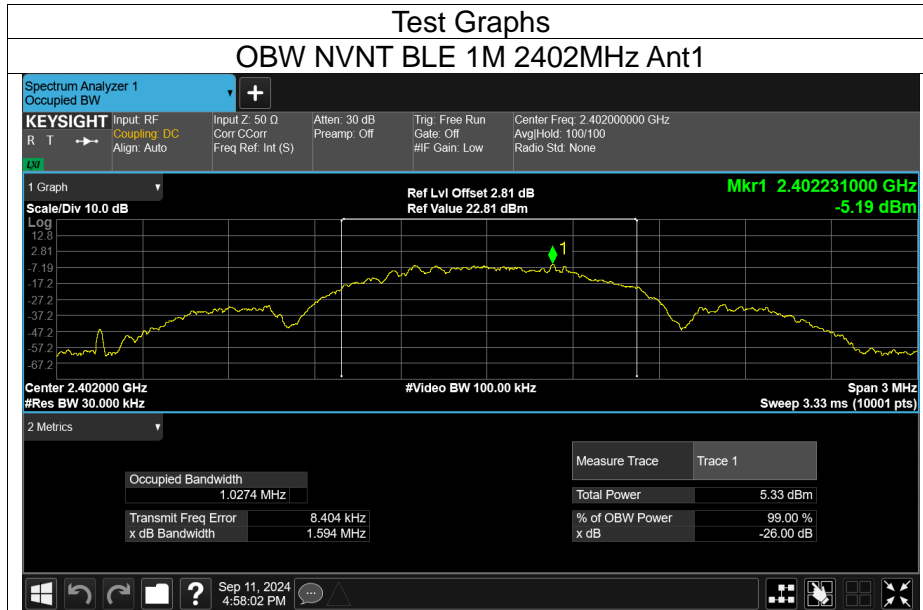 Test Graphs
OBW NVNT BLE 1M 2402MHz Ant1
Spectrum Analyzer 1
Occupied BW
KEYSIGHT Input: RF Input Z: 50 Ω Atten: 30 dB Trig: Free Run Center Freq: 2.402000000 GHz
R T Coupling: DC Corr CCorr Preamp: Off Gate: Off Avg|Hold: 100/100
Align: Auto Freq Ref: Int (S) #IF Gain: Low Radio Std: None
LXI
1 Graph Ref Lvl Offset 2.81 dB Mkr1 2.402231000 GHz
Scale/Div 10.0 dB Ref Value 22.81 dBm -5.19 dBm
Log
12.8
2.81
1
-7.19
-17.2
-27.2
-37.2
-47.2
-57.2
-67.2
Center 2.402000 GHz #Video BW 100.00 kHz Span 3 MHz
#Res BW 30.000 kHz Sweep 3.33 ms (10001 pts)
2 Metrics
Measure Trace Trace 1
Occupied Bandwidth
1.0274 MHz Total Power 5.33 dBm
Transmit Freq Error 8.404 kHz % of OBW Power 99.00 %
x dB Bandwidth 1.594 MHz x dB -26.00 dB
? Sep 11, 2024
4:58:02 PM